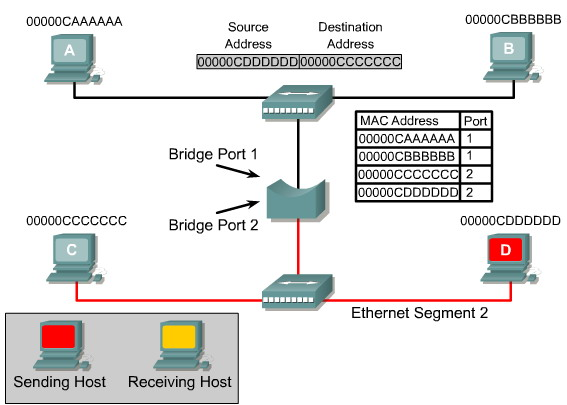 00000CAAAAAA
A
Source
Address
Destination
Address
00000CDDDDDD 00000CCCCCCC
00000CBBBBBB
B
MAC Address Port
00000CAAAAAA 1
00000CBBBBBB 1
00000CCCCCCC 2
00000CDDDDDD 2
Bridge Port 1
Bridge Port 2
00000CCCCCCC
C
00000CDDDDDD
D
Ethernet Segment 2
Sending Host
Receiving Host